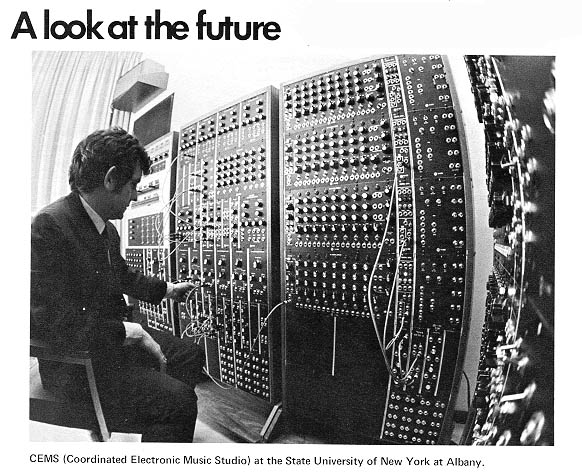 A look at the future
CEMS (Coordinated Electronic Music Studio) at the State University of New York at Albany.